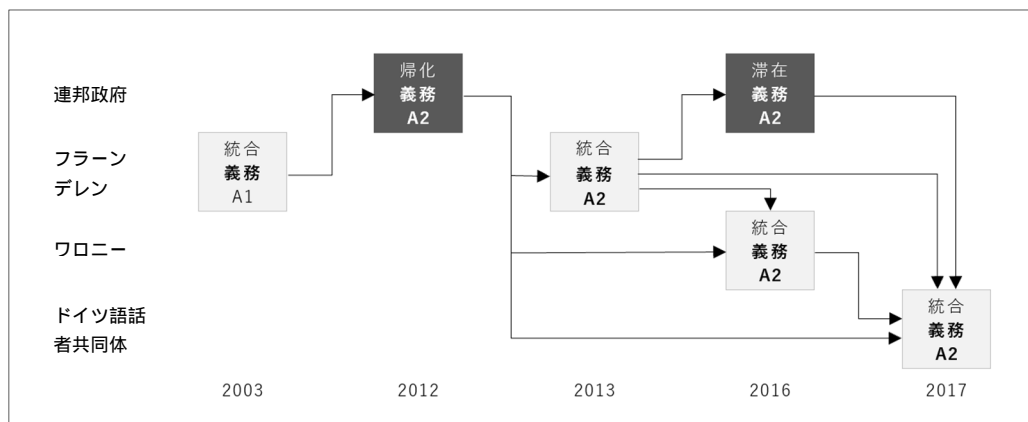 連邦政府
帰化
義務
A2
滞在
義務
A2
フラーン
デレン
統合
義務
A1
統合
義務
A2
ワロニー
統合
義務
A2
ドイツ語話
者共同体
統合
義務
A2
2003
2012
2013
2016
2017